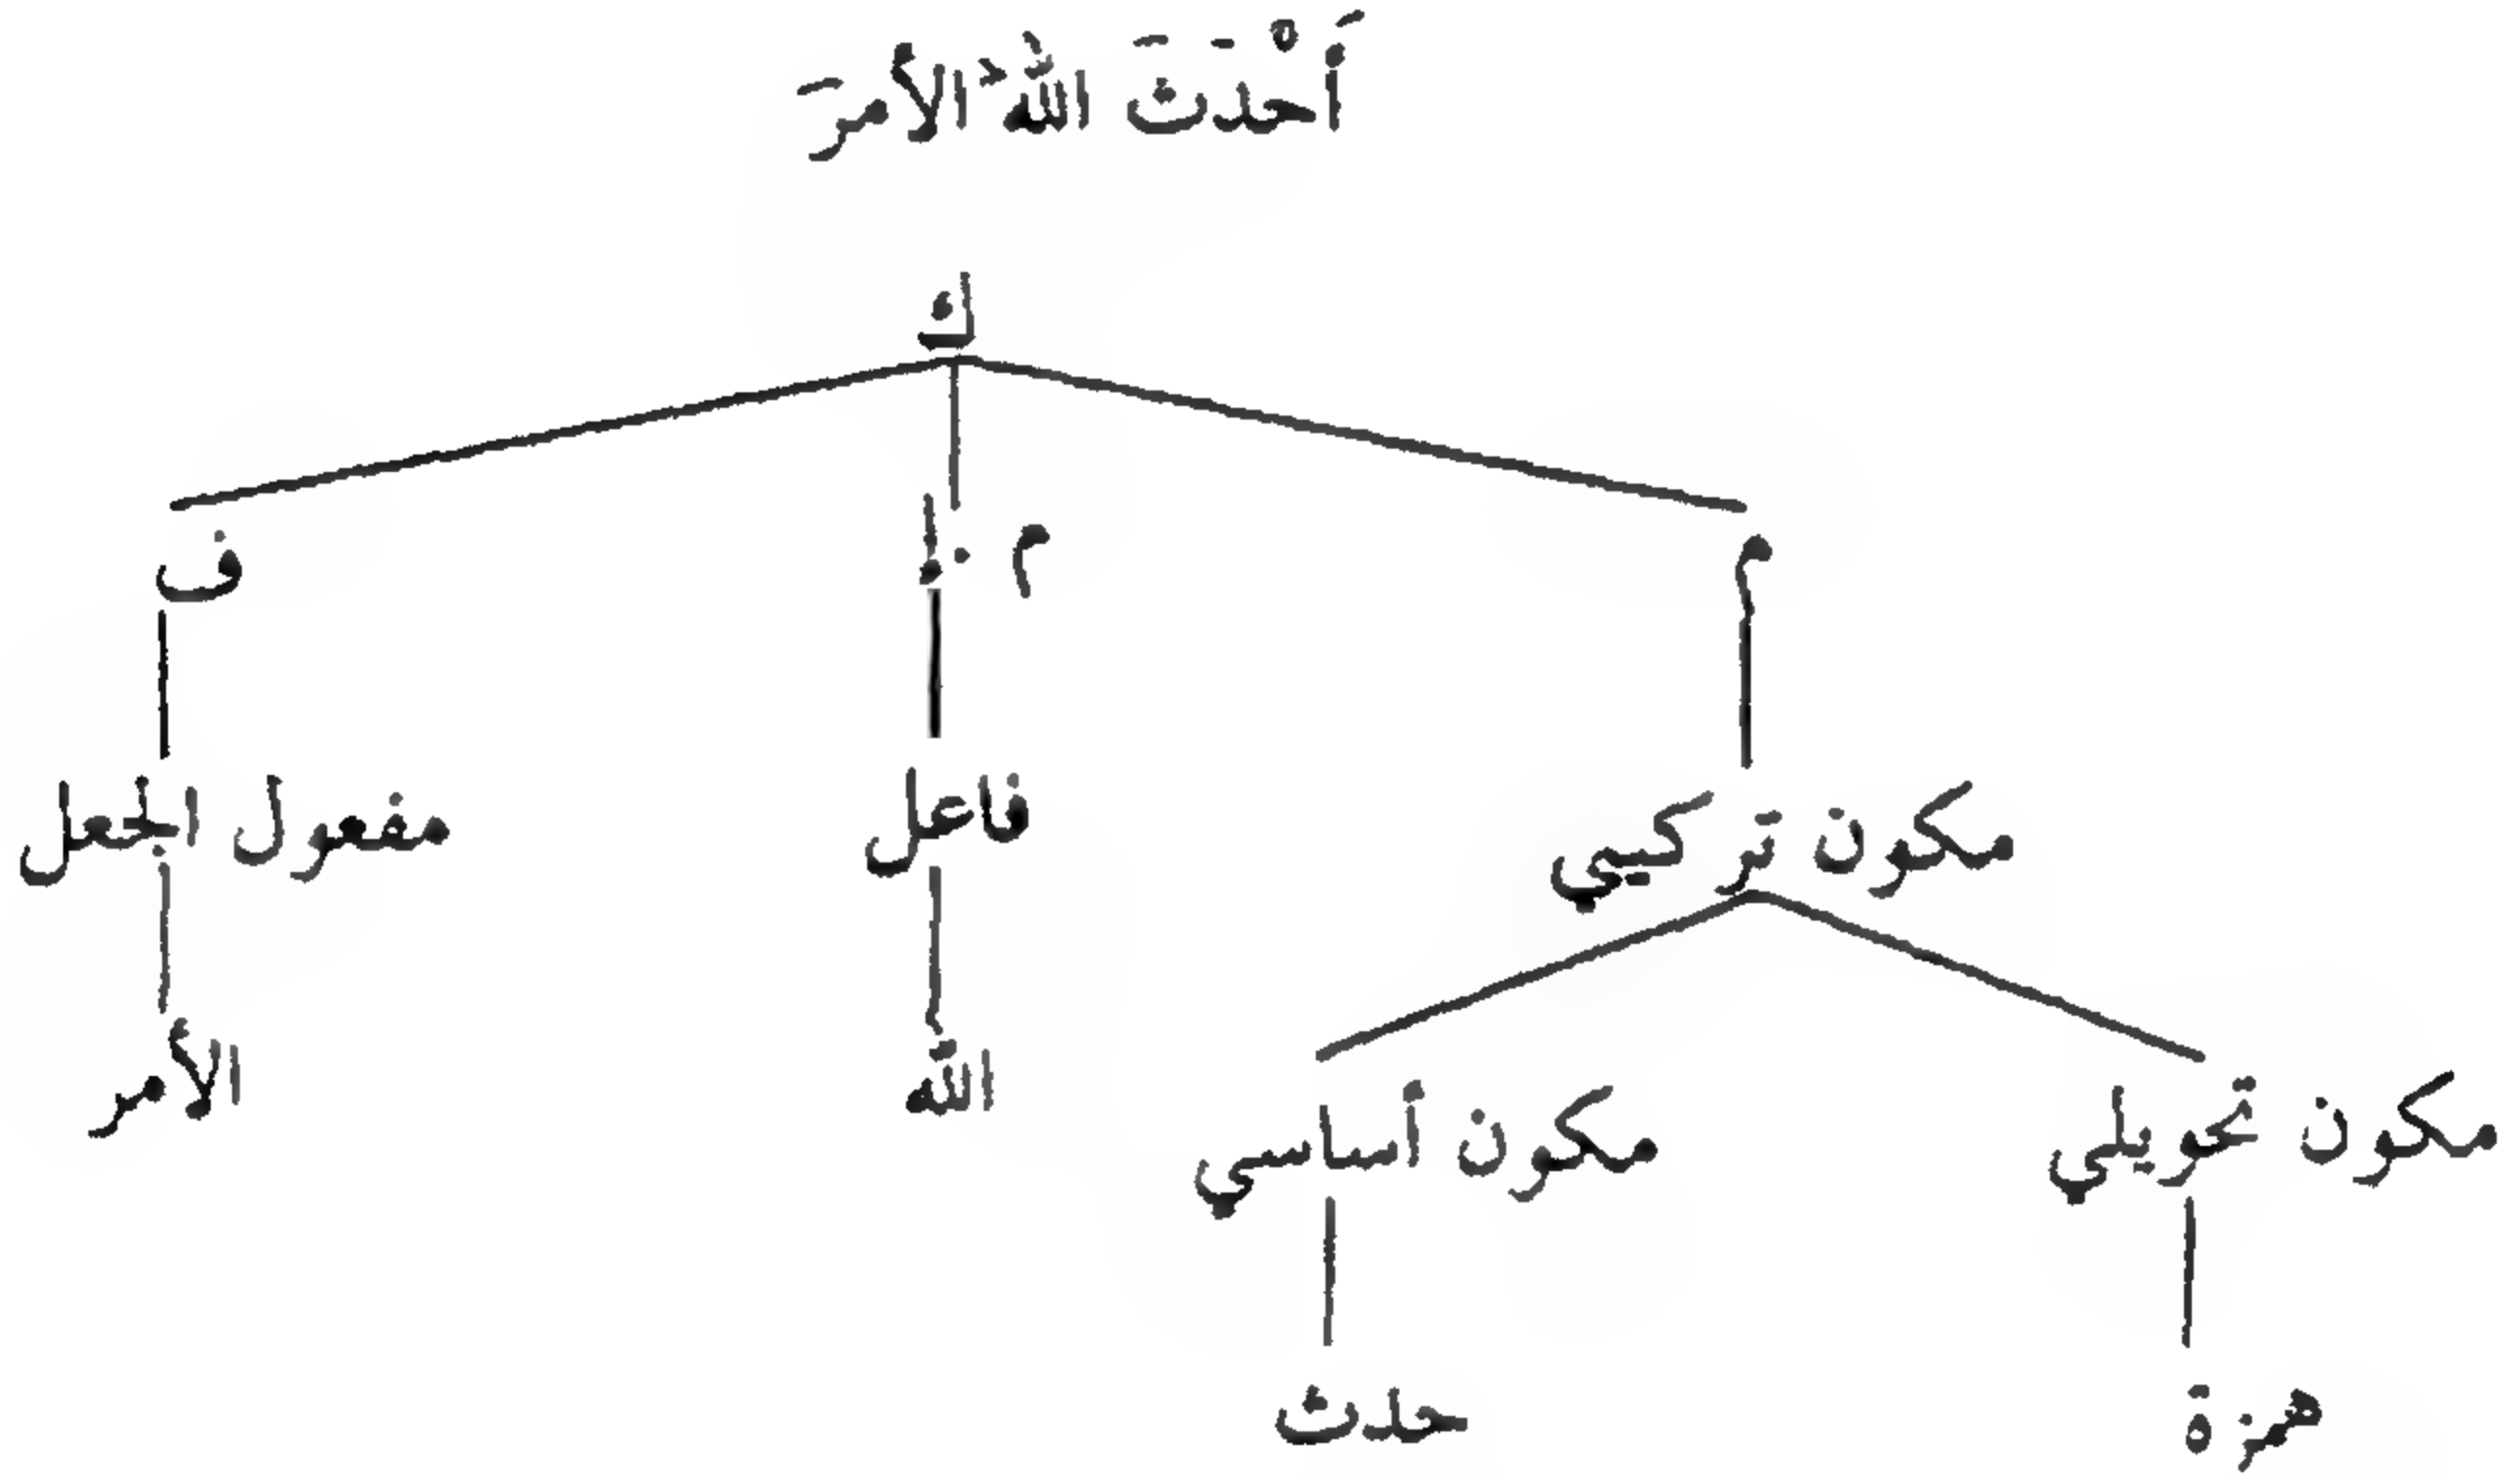 أَحْدَثَ اللهُ الأمرَ
ك
م
م . إ
ف
مكون تركيبي
فاعل
مفعول الجعل
مكون تحويلي
مكون أساسي
الله
الأمر
همزة
حدث